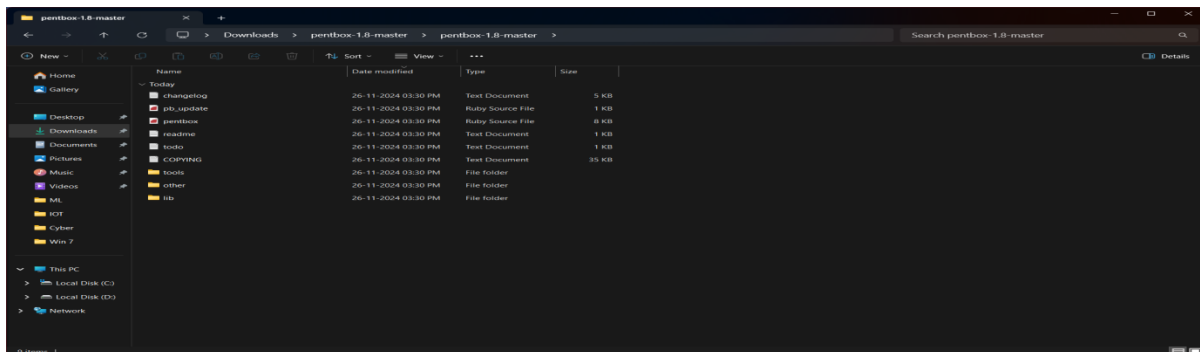 pentbox-1.8-master
Downloads > pentbox-1.8-master > pentbox-1.8-master >
Search pentbox-1.8-master
New
Sort
View
Details
Home
Gallery
Desktop
Downloads
Documents
Pictures
Music
Videos
ML
IOT
Cyber
Win 7
This PC
Local Disk (C:)
Local Disk (D:)
Network
Name Date modified Type Size
Today
changelog 26-11-2024 03:30 PM Text Document 5 KB
pb_update 26-11-2024 03:30 PM Ruby Source File 1 KB
pentbox 26-11-2024 03:30 PM Ruby Source File 8 KB
readme 26-11-2024 03:30 PM Text Document 1 KB
todo 26-11-2024 03:30 PM Text Document 1 KB
COPYING 26-11-2024 03:30 PM Text Document 35 KB
tools 26-11-2024 03:30 PM File folder
other 26-11-2024 03:30 PM File folder
lib 26-11-2024 03:30 PM File folder
9 items